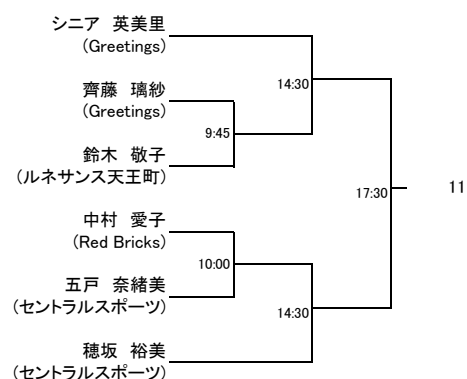 シニア 英美里
(Greetings)
14:30
齊藤 璃紗
(Greetings)
9:45
鈴木 敬子
(ルネサンス天王町)
17:30
11
中村 愛子
(Red Bricks)
10:00
五戸 奈緒美
(セントラルスポーツ)
14:30
穂坂 裕美
(セントラルスポーツ)